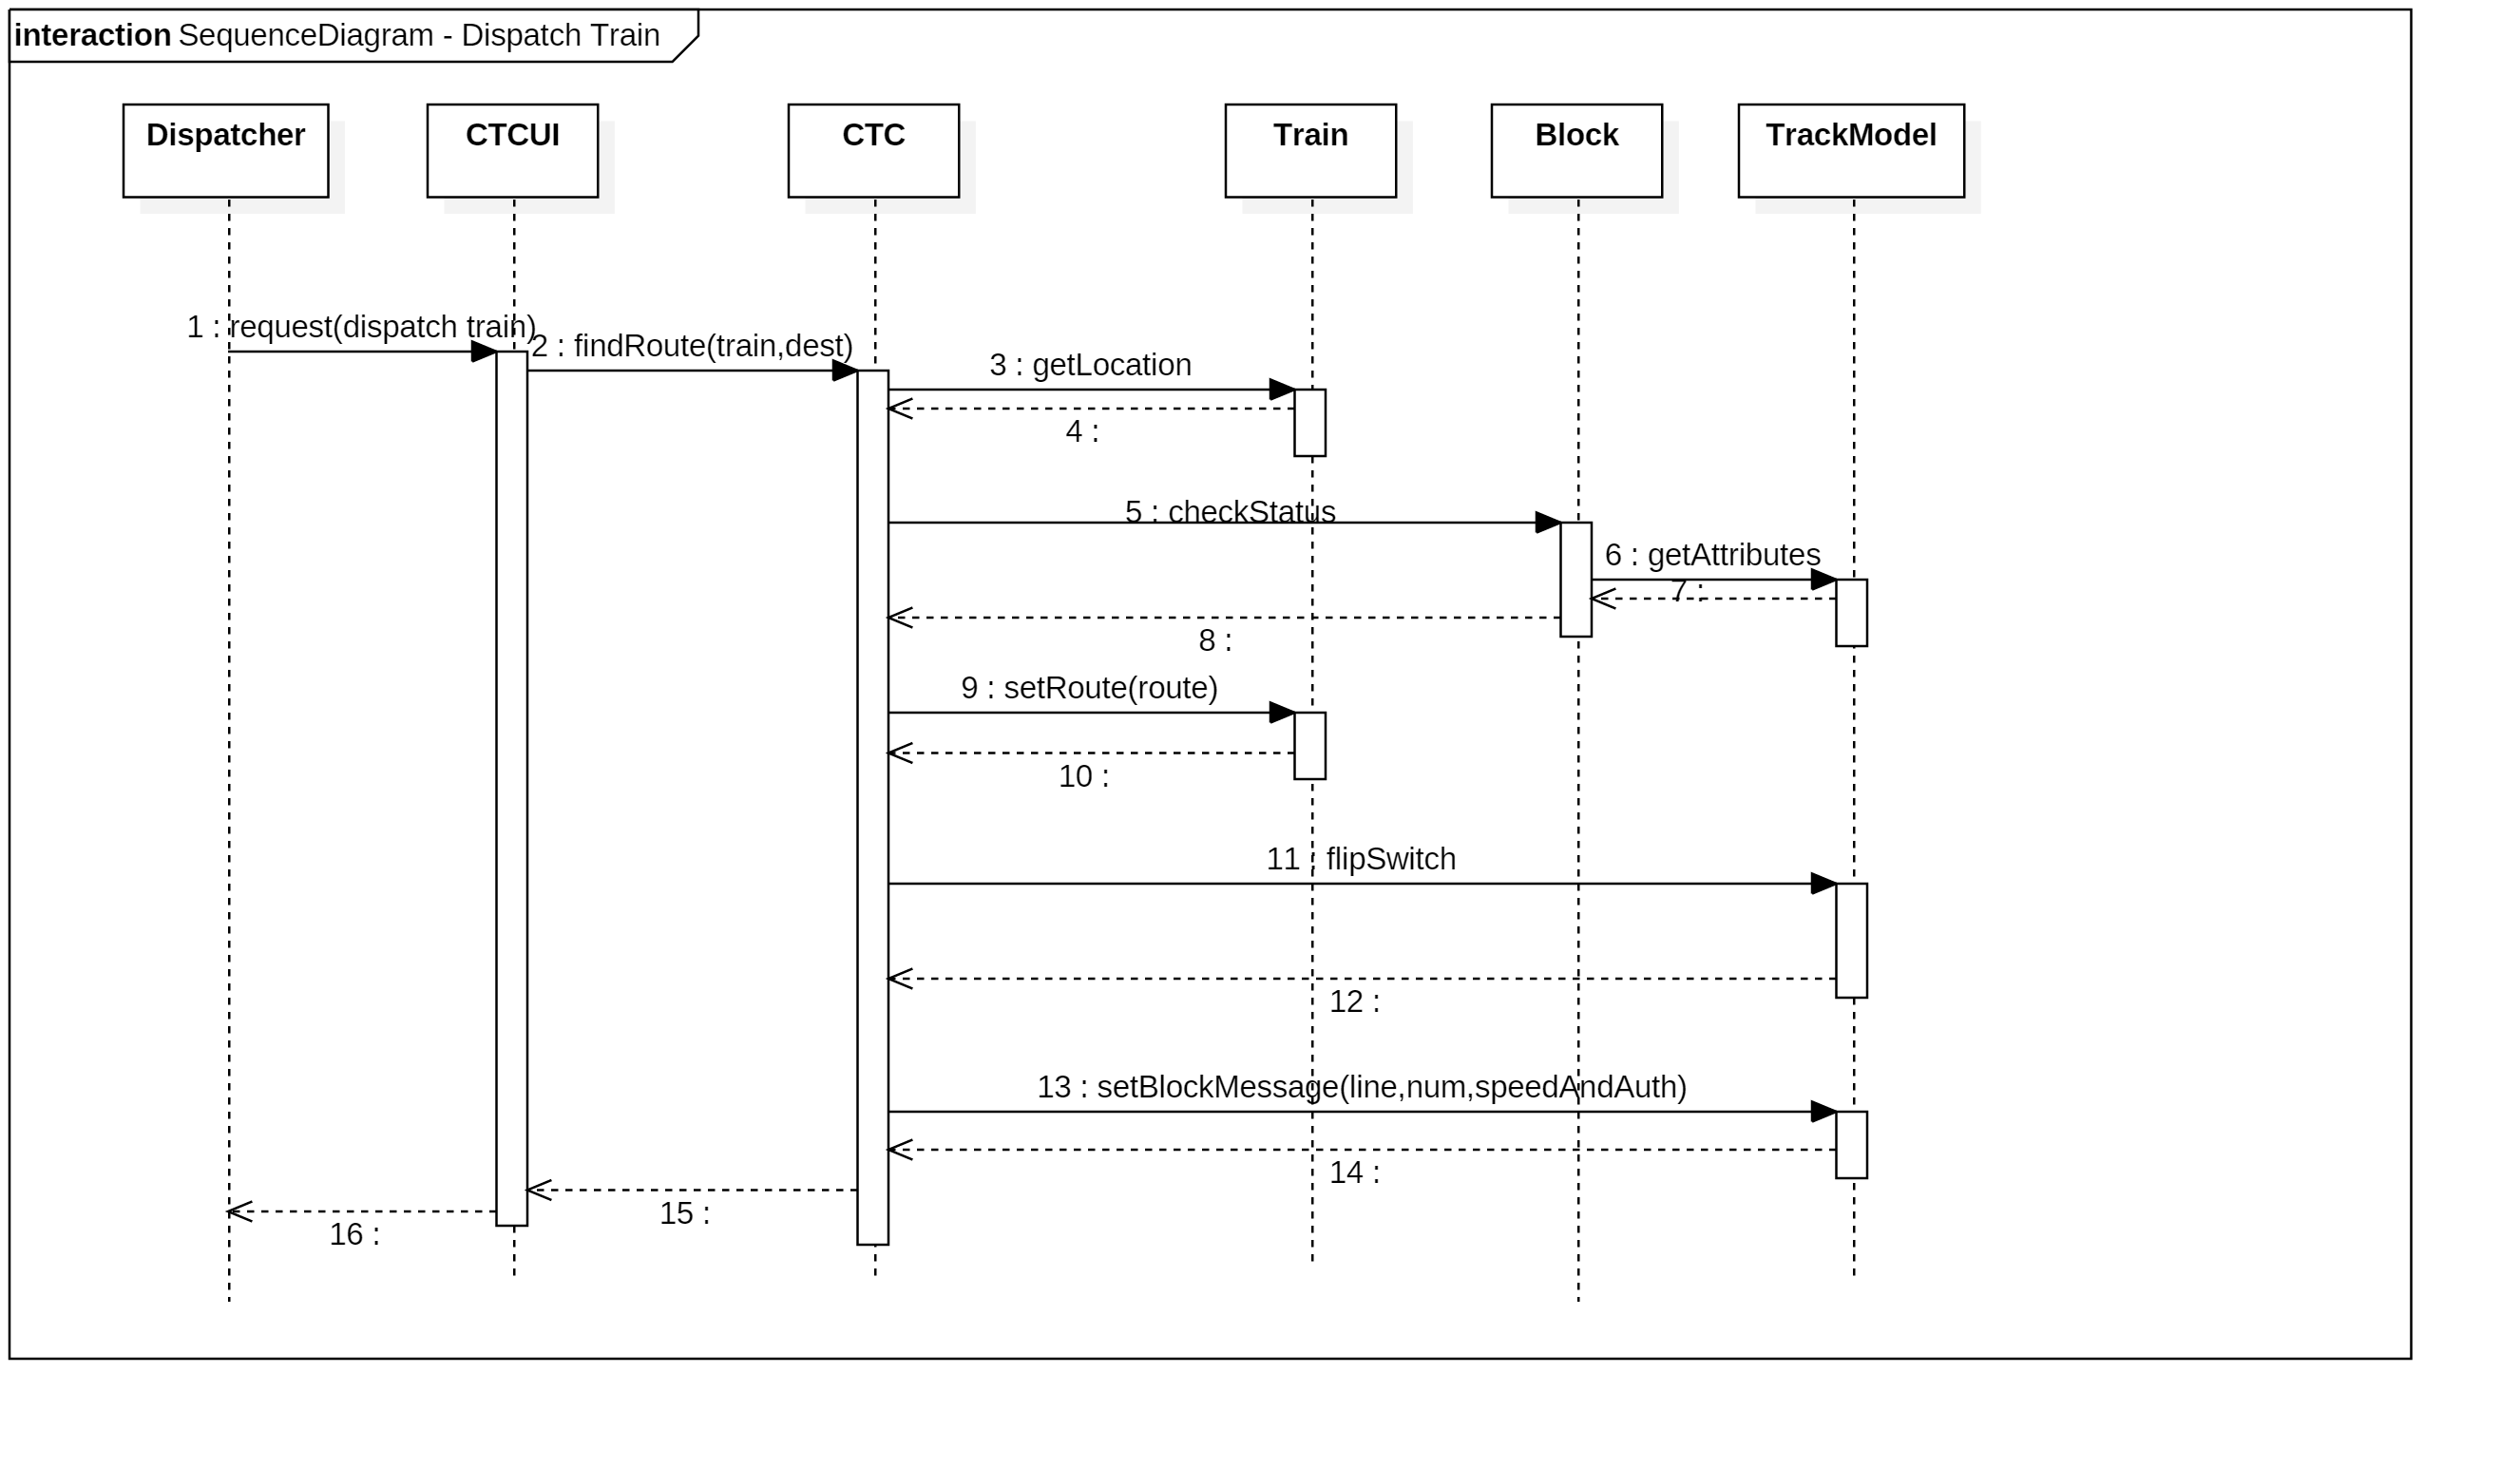 interaction SequenceDiagram - Dispatch Train
Dispatcher
CTCUI
CTC
Train
Block
TrackModel
1 : request(dispatch train)
2 : findRoute(train,dest)
3 : getLocation
4 :
5 : checkStatus
6 : getAttributes
7 :
8 :
9 : setRoute(route)
10 :
11 : flipSwitch
12 :
13 : setBlockMessage(line,num,speedAndAuth)
14 :
15 :
16 :